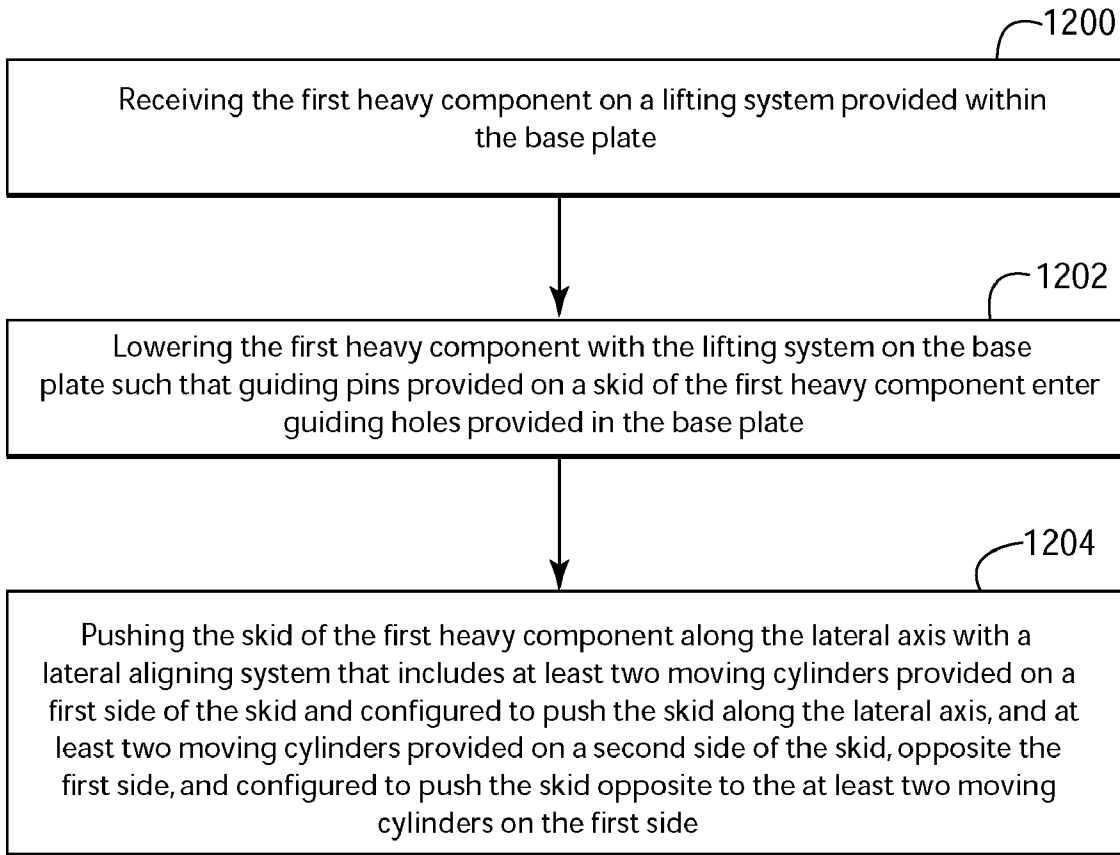 1200
Receiving the first heavy component on a lifting system provided within
the base plate
1202
Lowering the first heavy component with the lifting system on the base
plate such that guiding pins provided on a skid of the first heavy component enter
guiding holes provided in the base plate
1204
Pushing the skid of the first heavy component along the lateral axis with a
lateral aligning system that includes at least two moving cylinders provided on a
first side of the skid and configured to push the skid along the lateral axis, and at
least two moving cylinders provided on a second side of the skid, opposite the
first side, and configured to push the skid opposite to the at least two moving
cylinders on the first side